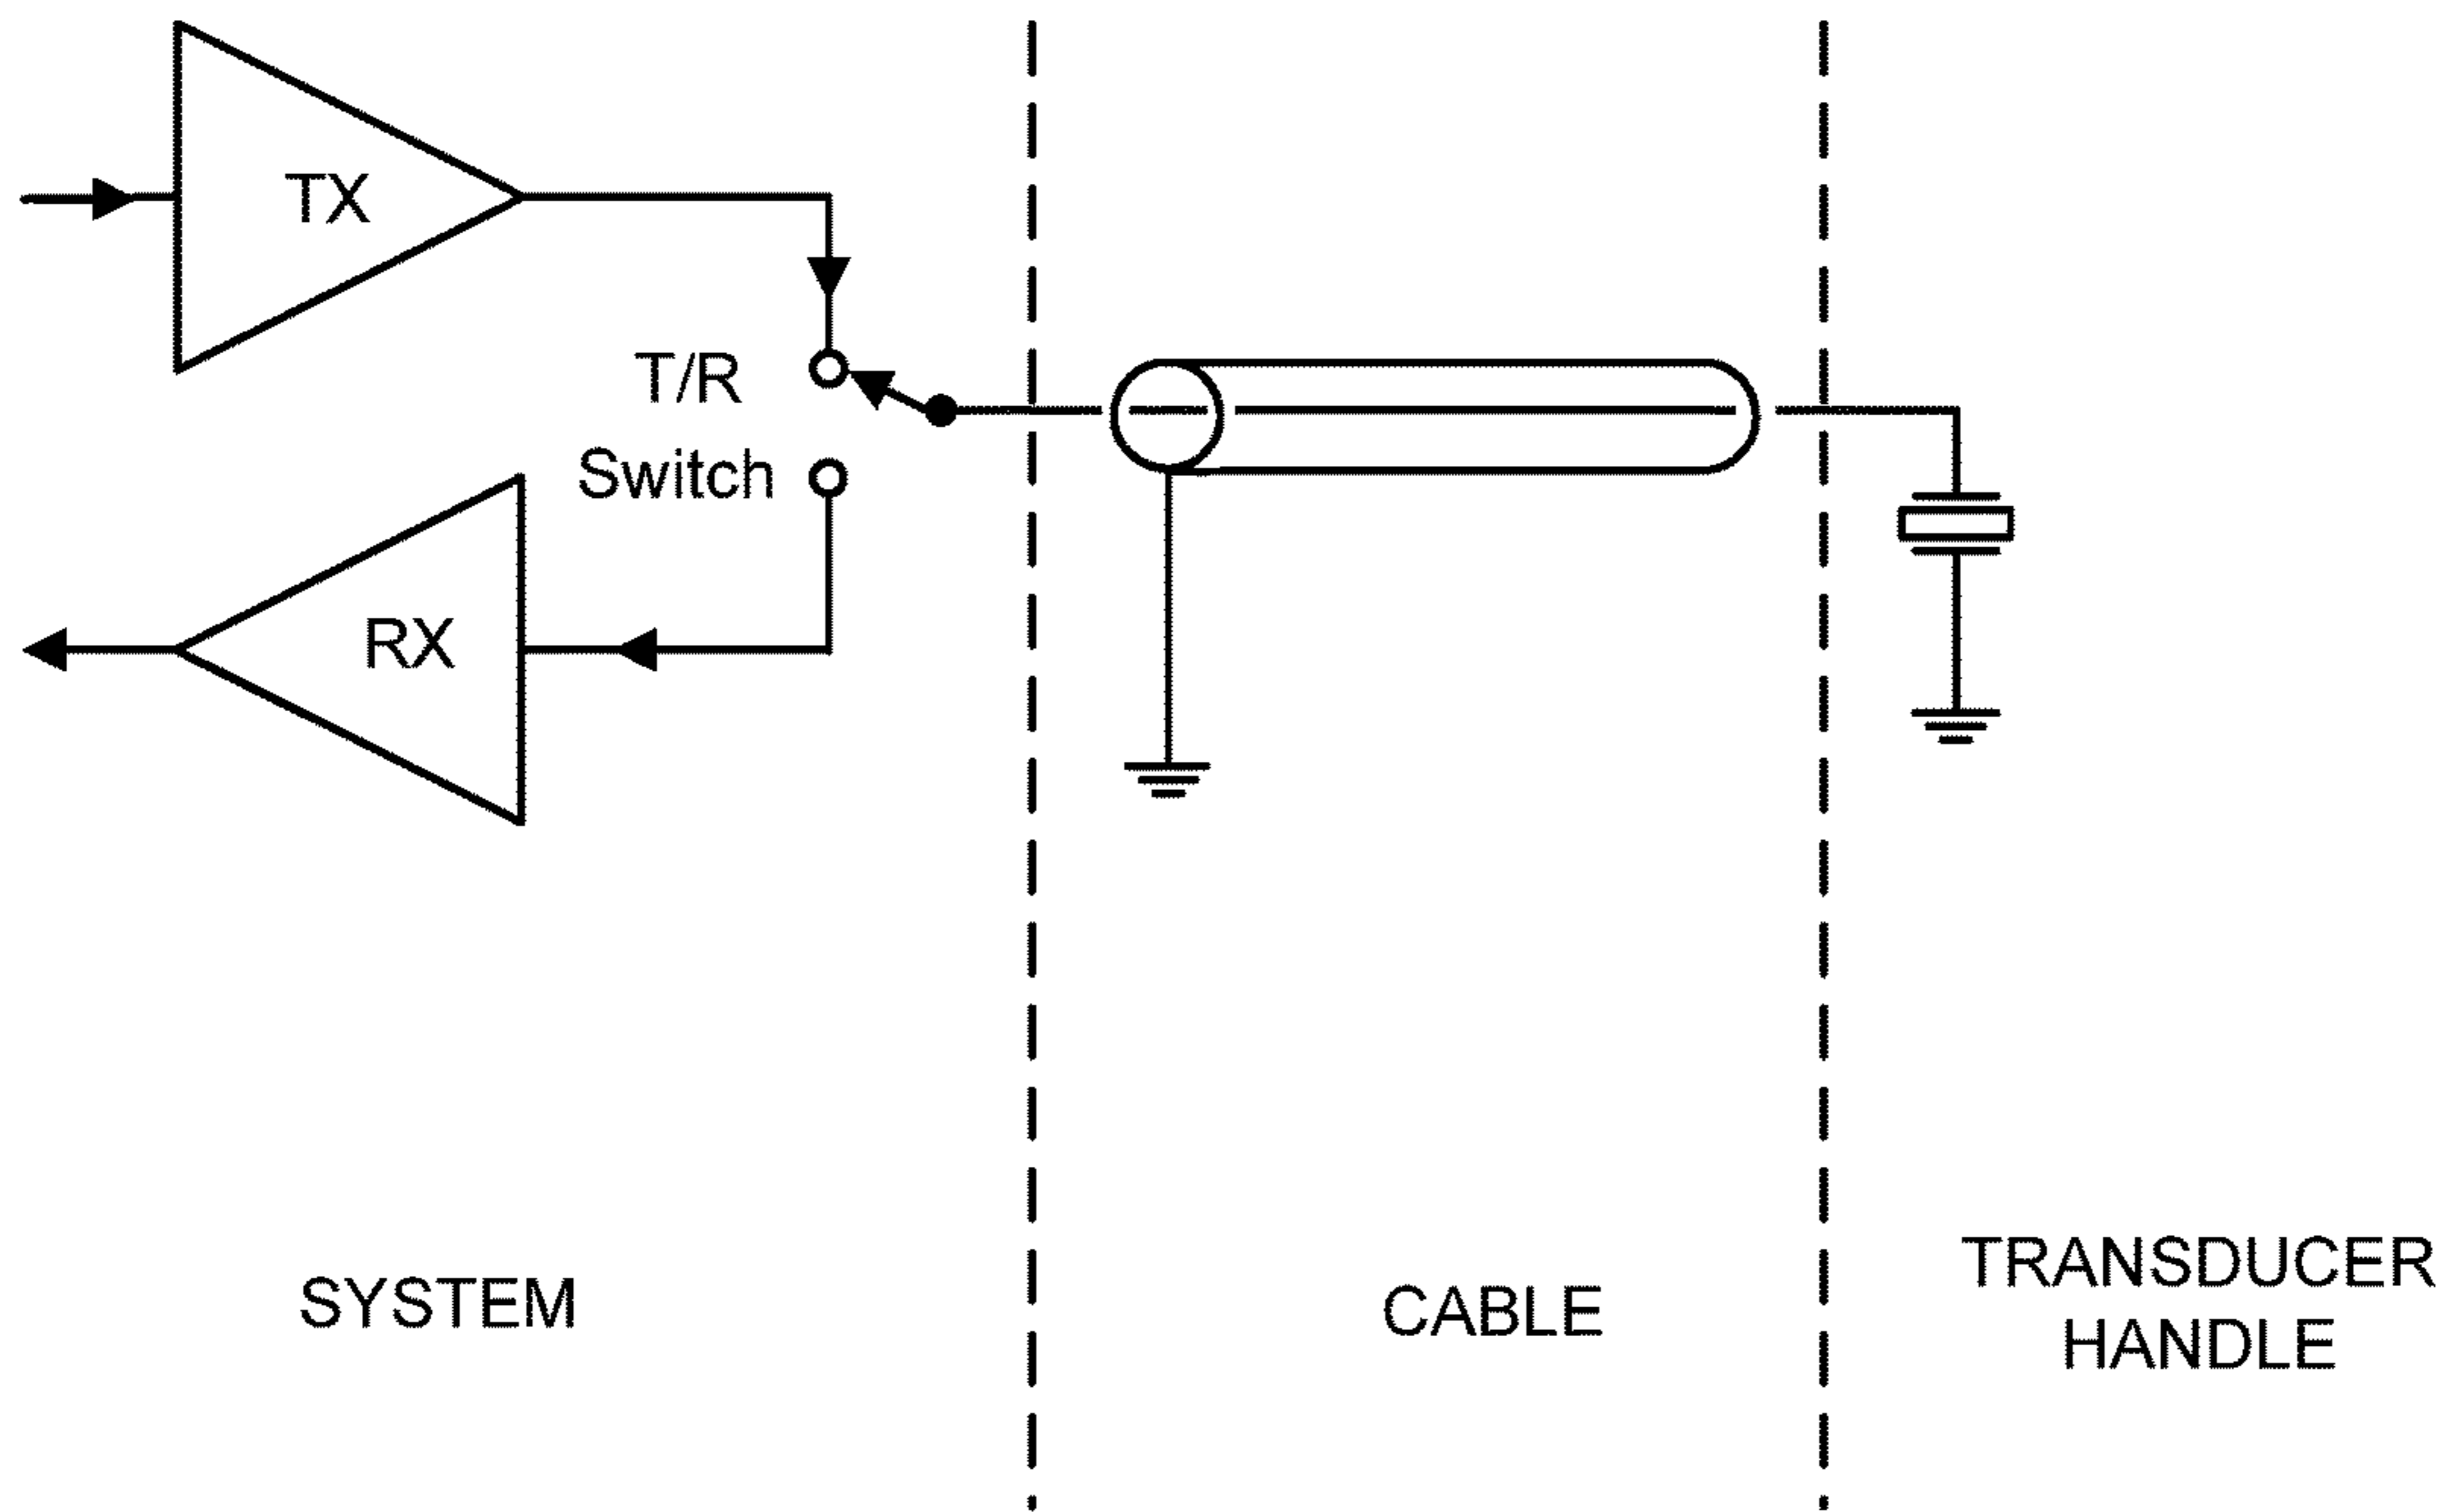 TX
T/R
Switch
RX
SYSTEM
CABLE
TRANSDUCER
HANDLE